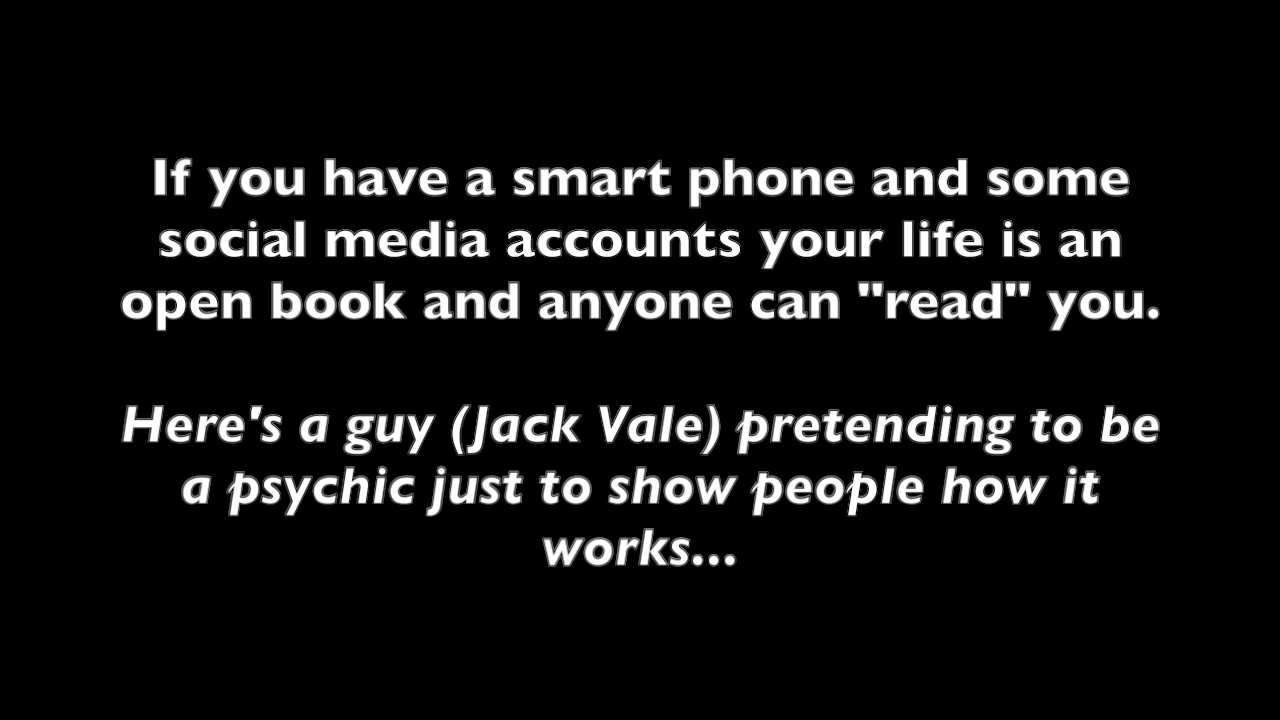 If you have a smart phone and some
social media accounts your life is an
open book and anyone can "read" you.
Here's a guy (Jack Vale) pretending to be
a psychic just to show people how it
works...